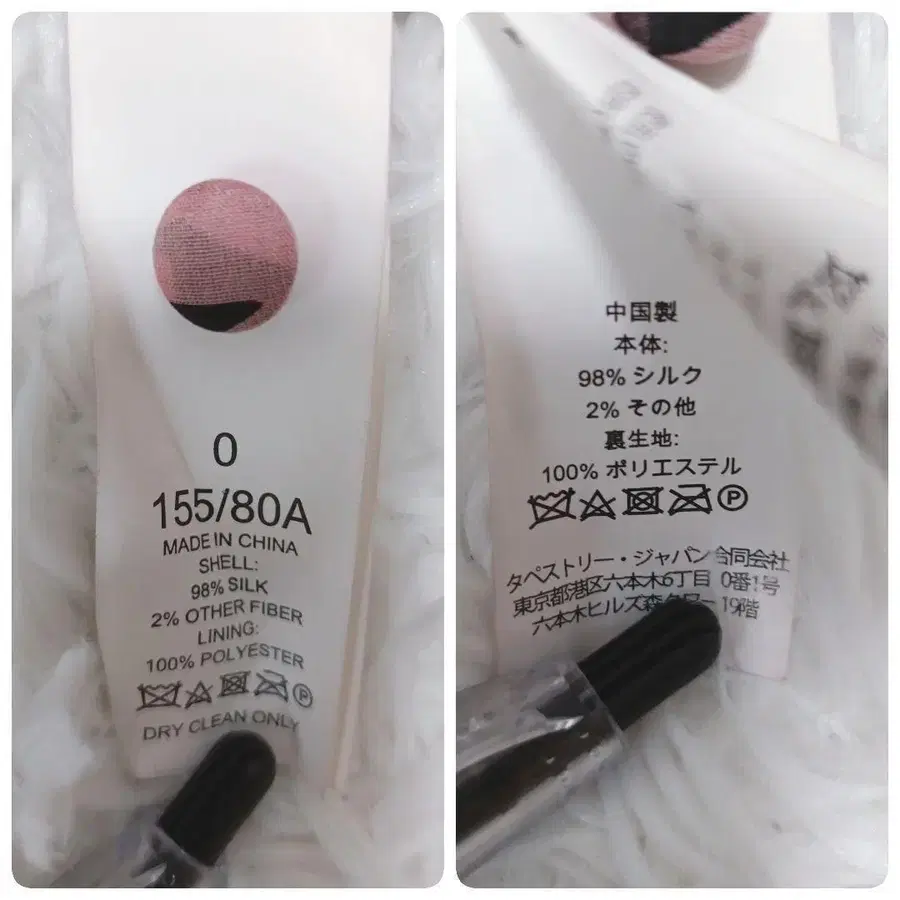 0
155/80A
MADE IN CHINA
SHELL:
98% SILK
2% OTHER FIBER
LINING:
100% POLYESTER
P
DRY CLEAN ONLY
中国製
本体:
98% シルク
2% その他
裏生地:
100% ポリエステル
P
タペストリー・ジャパン合同会社
東京都港区六本木6丁目 0番1号
六本木ヒルズ森タワー 19階